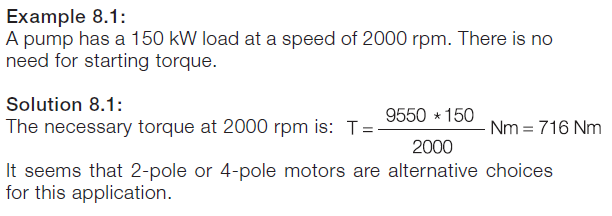 Example 8.1:
A pump has a 150 kW load at a speed of 2000 rpm. There is no
need for starting torque.
Solution 8.1:
The necessary torque at 2000 rpm is: T = 9550 * 150 / 2000 Nm = 716 Nm
It seems that 2-pole or 4-pole motors are alternative choices
for this application.